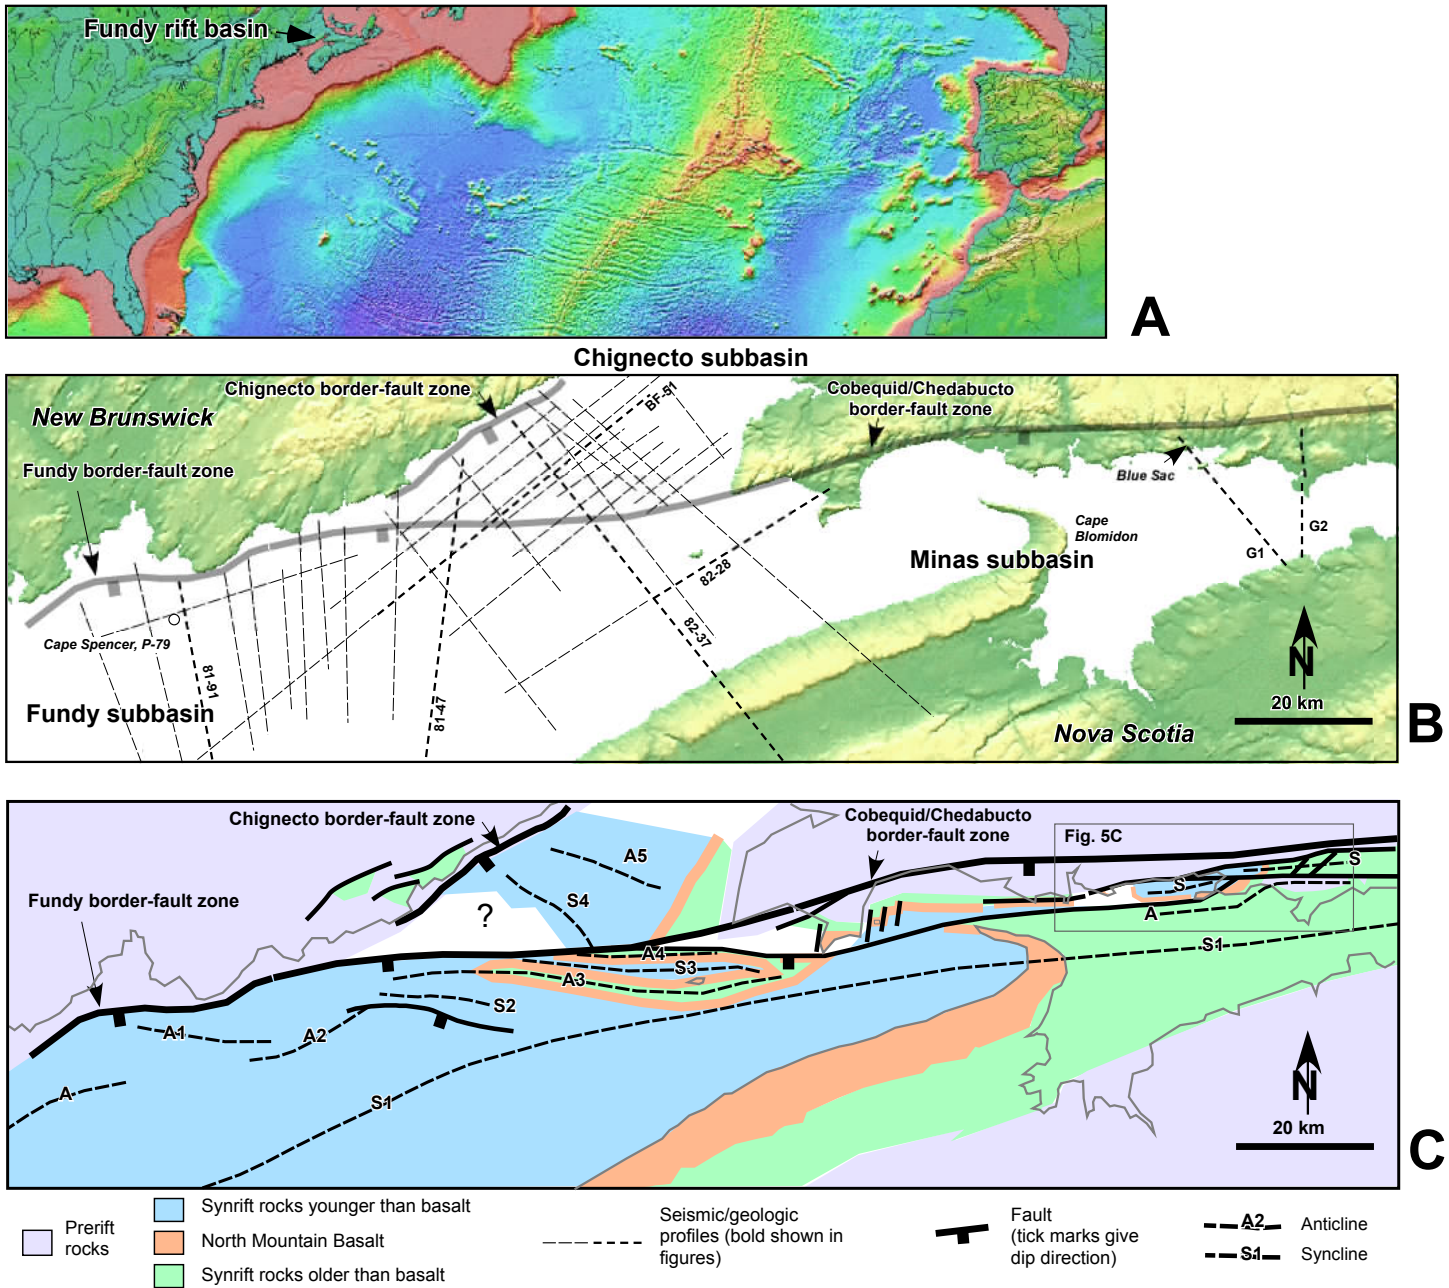 Fundy rift basin
A
Chignecto subbasin
Chignecto border-fault zone
New Brunswick
Cobequid/Chedabucto
border-fault zone
BF-51
Fundy border-fault zone
Blue Sac
Cape
Blomidon
Minas subbasin
G2
G1
82-28
82-37
Cape Spencer, P-79
81-91
81-47
Fundy subbasin
N
20 km
Nova Scotia
B
Chignecto border-fault zone
Cobequid/Chedabucto
border-fault zone
Fig. 5C
A5
S
S
S4
A
Fundy border-fault zone
?
S1
A4
S3
A3
S2
A1
A2
A
S1
N
20 km
C
Prerift
rocks
Synrift rocks younger than basalt
North Mountain Basalt
Synrift rocks older than basalt
Seismic/geologic
profiles (bold shown in
figures)
Fault
(tick marks give
dip direction)
A2
Anticline
S1
Syncline